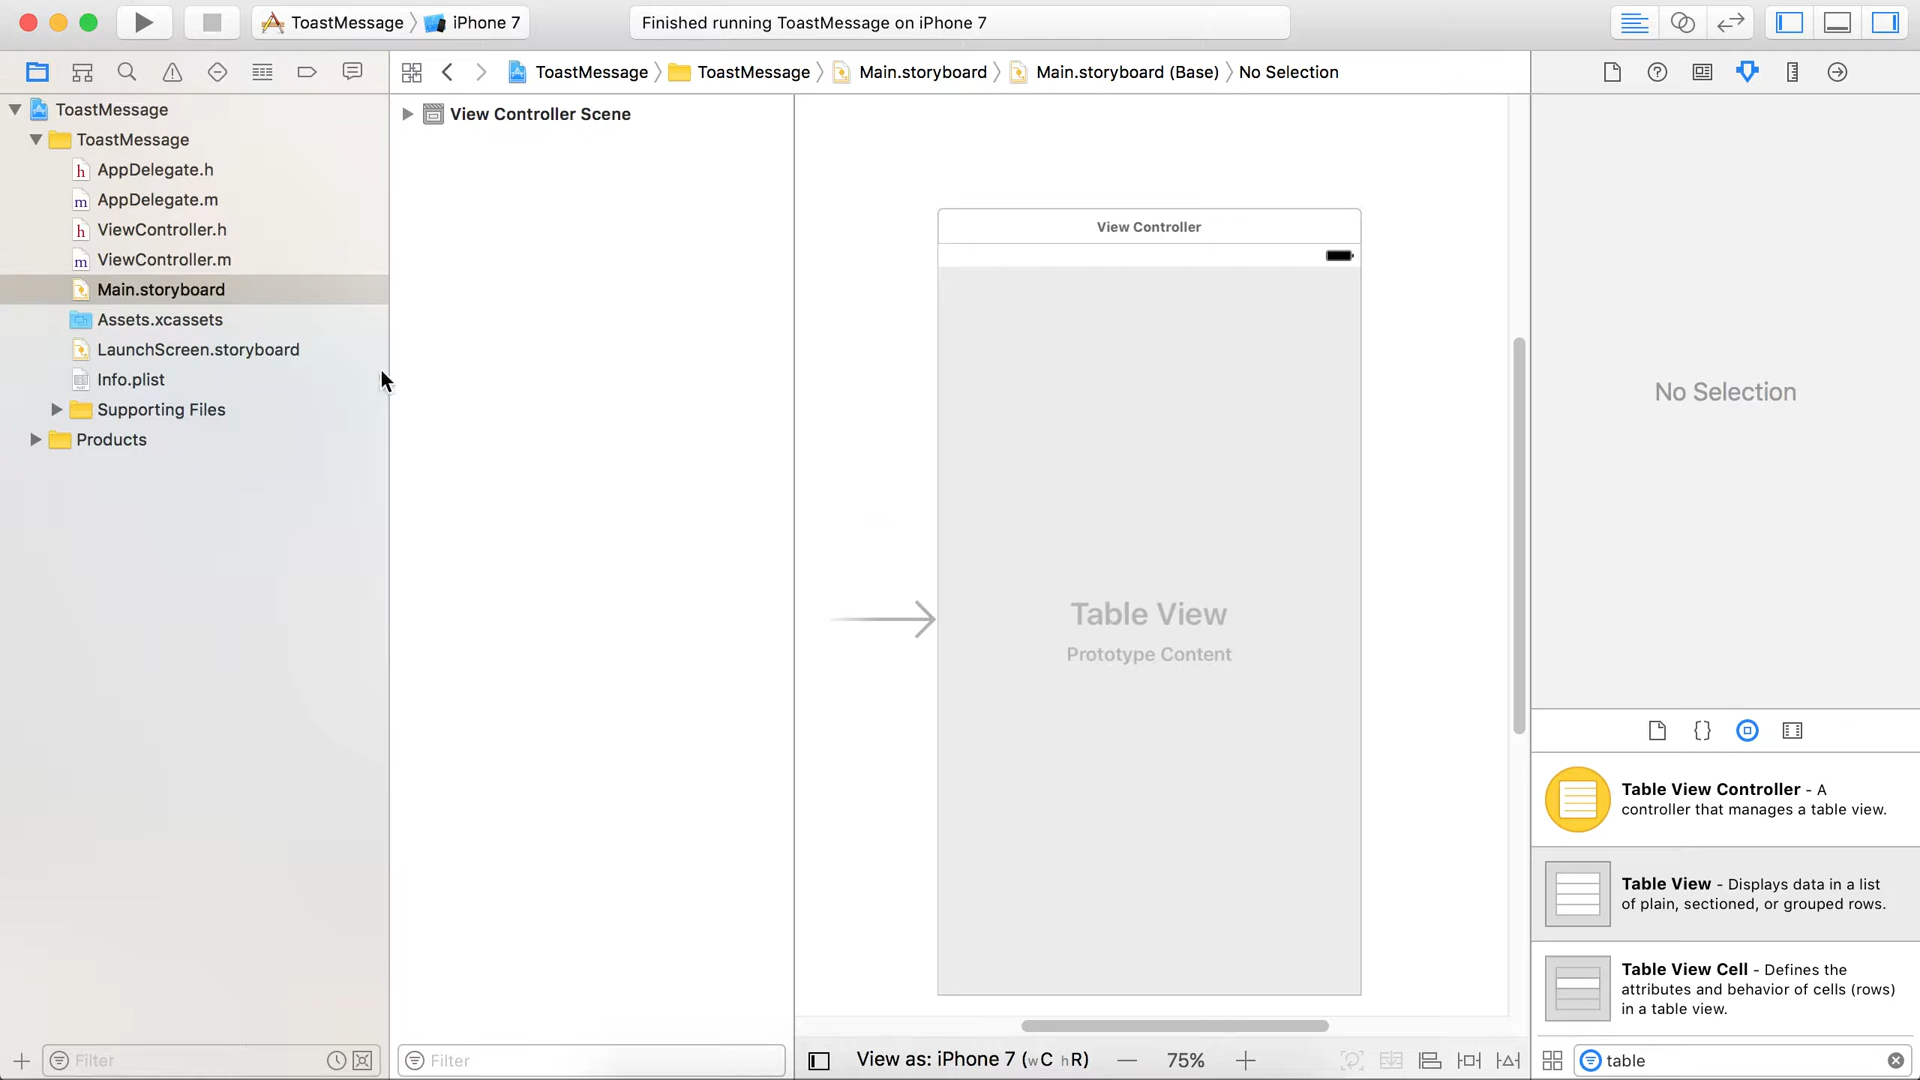 ToastMessage
iPhone 7
Finished running ToastMessage on iPhone 7
ToastMessage
ToastMessage
Main.storyboard
Main.storyboard (Base)
No Selection
ToastMessage
ToastMessage
h AppDelegate.h
m AppDelegate.m
h ViewController.h
m ViewController.m
Main.storyboard
Assets.xcassets
LaunchScreen.storyboard
Info.plist
Supporting Files
Products
Filter
View Controller Scene
Filter
View Controller
Table View
Prototype Content
View as: iPhone 7 (wC hR)
75%
No Selection
Table View Controller - A
controller that manages a table view.
Table View - Displays data in a list
of plain, sectioned, or grouped rows.
Table View Cell - Defines the
attributes and behavior of cells (rows)
in a table view.
table